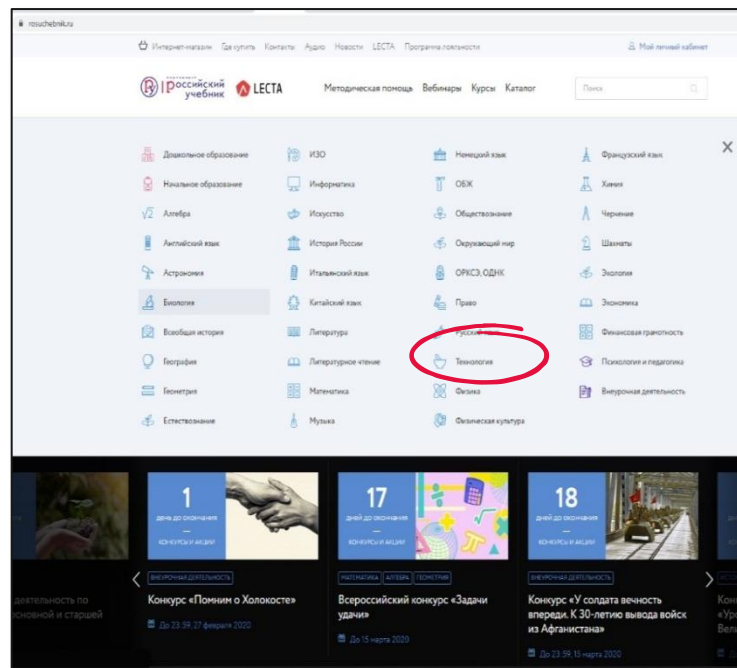 rosuchebnik.ru
Интернет-магазин Где купить Контакты Аудио Новости LECTA Программа лояльности Мой личный кабинет
Российский учебник LECTA Методическая помощь Вебинары Курсы Каталог Поиск
Дошкольное образование ИЗО Немецкий язык Французский язык
Начальное образование Информатика ОБЖ Химия
Алгебра Искусство Обществознание Черчение
Английский язык История России Окружающий мир Шахматы
Астрономия Итальянский язык ОРКСЭ, ОДНК Экология
Биология Китайский язык Право Экономика
Всеобщая история Литература Русский язык Финансовая грамотность
География Литературное чтение Технология Психология и педагогика
Геометрия Математика Физика Внеурочная деятельность
Естествознание Музыка Физическая культура
1 17 18
день до окончания дней до окончания дней до окончания
КОНКУРСЫ И АКЦИИ КОНКУРСЫ И АКЦИИ КОНКУРСЫ И АКЦИИ
ВНЕУРОЧНАЯ ДЕЯТЕЛЬНОСТЬ МАТЕМАТИКА АЛГЕБРА ГЕОМЕТРИЯ ВНЕУРОЧНАЯ ДЕЯТЕЛЬНОСТЬ
деятельность по Конкурс «Помним о Холокосте» Всероссийский конкурс «Задачи Конкурс «У солдата вечность
основной и старшей удачи» впереди. К 30-летию вывода войск
из Афганистана»
До 23:59, 27 февраля 2020 До 15 марта 2020
До 23:59, 15 марта 2020